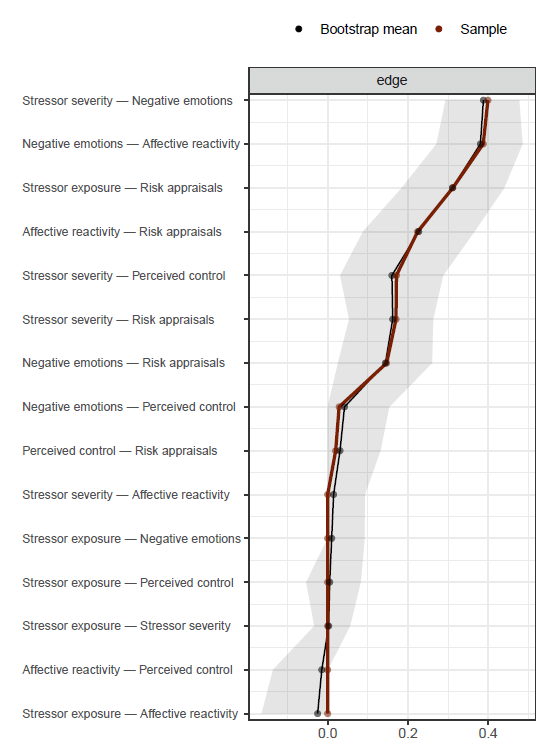 Bootstrap mean Sample
edge
Stressor severity — Negative emotions
Negative emotions — Affective reactivity
Stressor exposure — Risk appraisals
Affective reactivity — Risk appraisals
Stressor severity — Perceived control
Stressor severity — Risk appraisals
Negative emotions — Risk appraisals
Negative emotions — Perceived control
Perceived control — Risk appraisals
Stressor severity — Affective reactivity
Stressor exposure — Negative emotions
Stressor exposure — Perceived control
Stressor exposure — Stressor severity
Affective reactivity — Perceived control
Stressor exposure — Affective reactivity
0.0 0.2 0.4